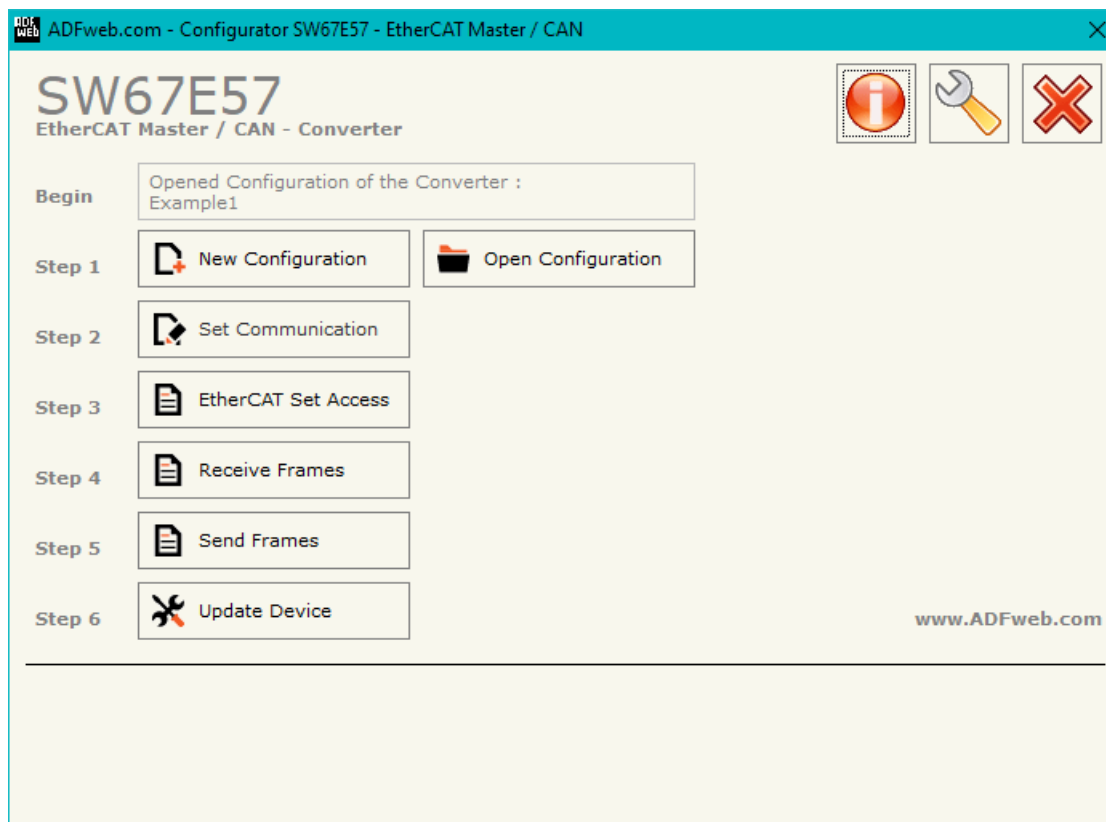 ADF
WEB
ADFweb.com - Configurator SW67E57 - EtherCAT Master / CAN
SW67E57
EtherCAT Master / CAN - Converter
Begin
Opened Configuration of the Converter :
Example1
Step 1
New Configuration
Open Configuration
Step 2
Set Communication
Step 3
EtherCAT Set Access
Step 4
Receive Frames
Step 5
Send Frames
Step 6
Update Device
www.ADFweb.com